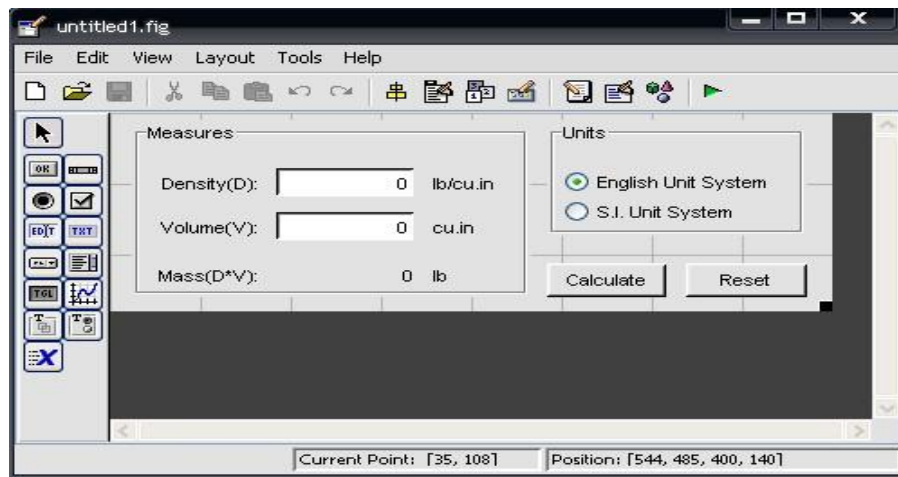 untitled1.fig
File Edit View Layout Tools Help
OK
EDIT TXT
TGL
Measures
Density(D): 0 lb/cu.in
Volume(V): 0 cu.in
Mass(D*V): 0 lb
Units
English Unit System
S.I. Unit System
Calculate Reset
Current Point: [35, 108] Position: [544, 485, 400, 140]